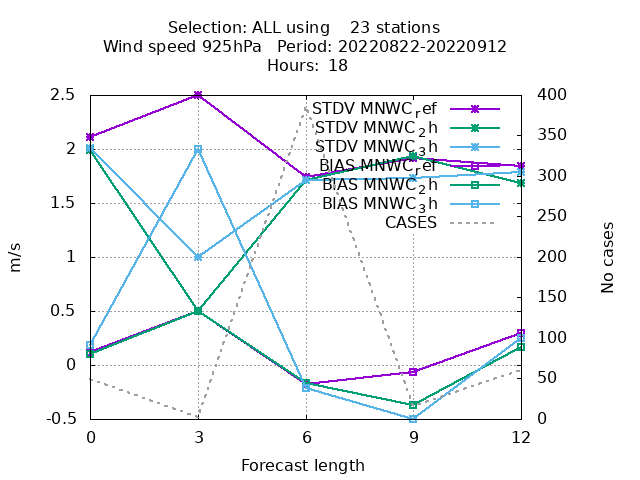 Selection: ALL using 23 stations
Wind speed 925hPa Period: 20220822-20220912
Hours: 18
2.5
2
1.5
1
0.5
0
-0.5
m/s
400
350
300
250
200
150
100
50
0
No cases
STDV MNWC_ref
STDV MNWC_2h
STDV MNWC_3h
BIAS MNWC_ref
BIAS MNWC_2h
BIAS MNWC_3h
CASES
0 3 6 9 12
Forecast length